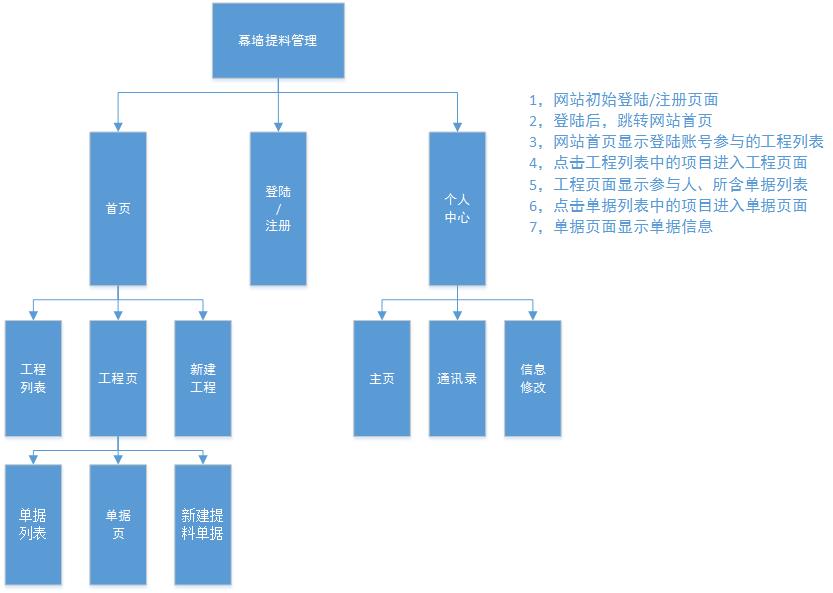 幕墙提料管理
1，网站初始登陆/注册页面
2，登陆后，跳转网站首页
3，网站首页显示登陆账号参与的工程列表
4，点击工程列表中的项目进入工程页面
5，工程页面显示参与人、所含单据列表
6，点击单据列表中的项目进入单据页面
7，单据页面显示单据信息
首页
登陆
/
注册
个人
中心
工程
列表
工程页
新建
工程
主页
通讯录
信息
修改
单据
列表
单据
页
新建提
料单据